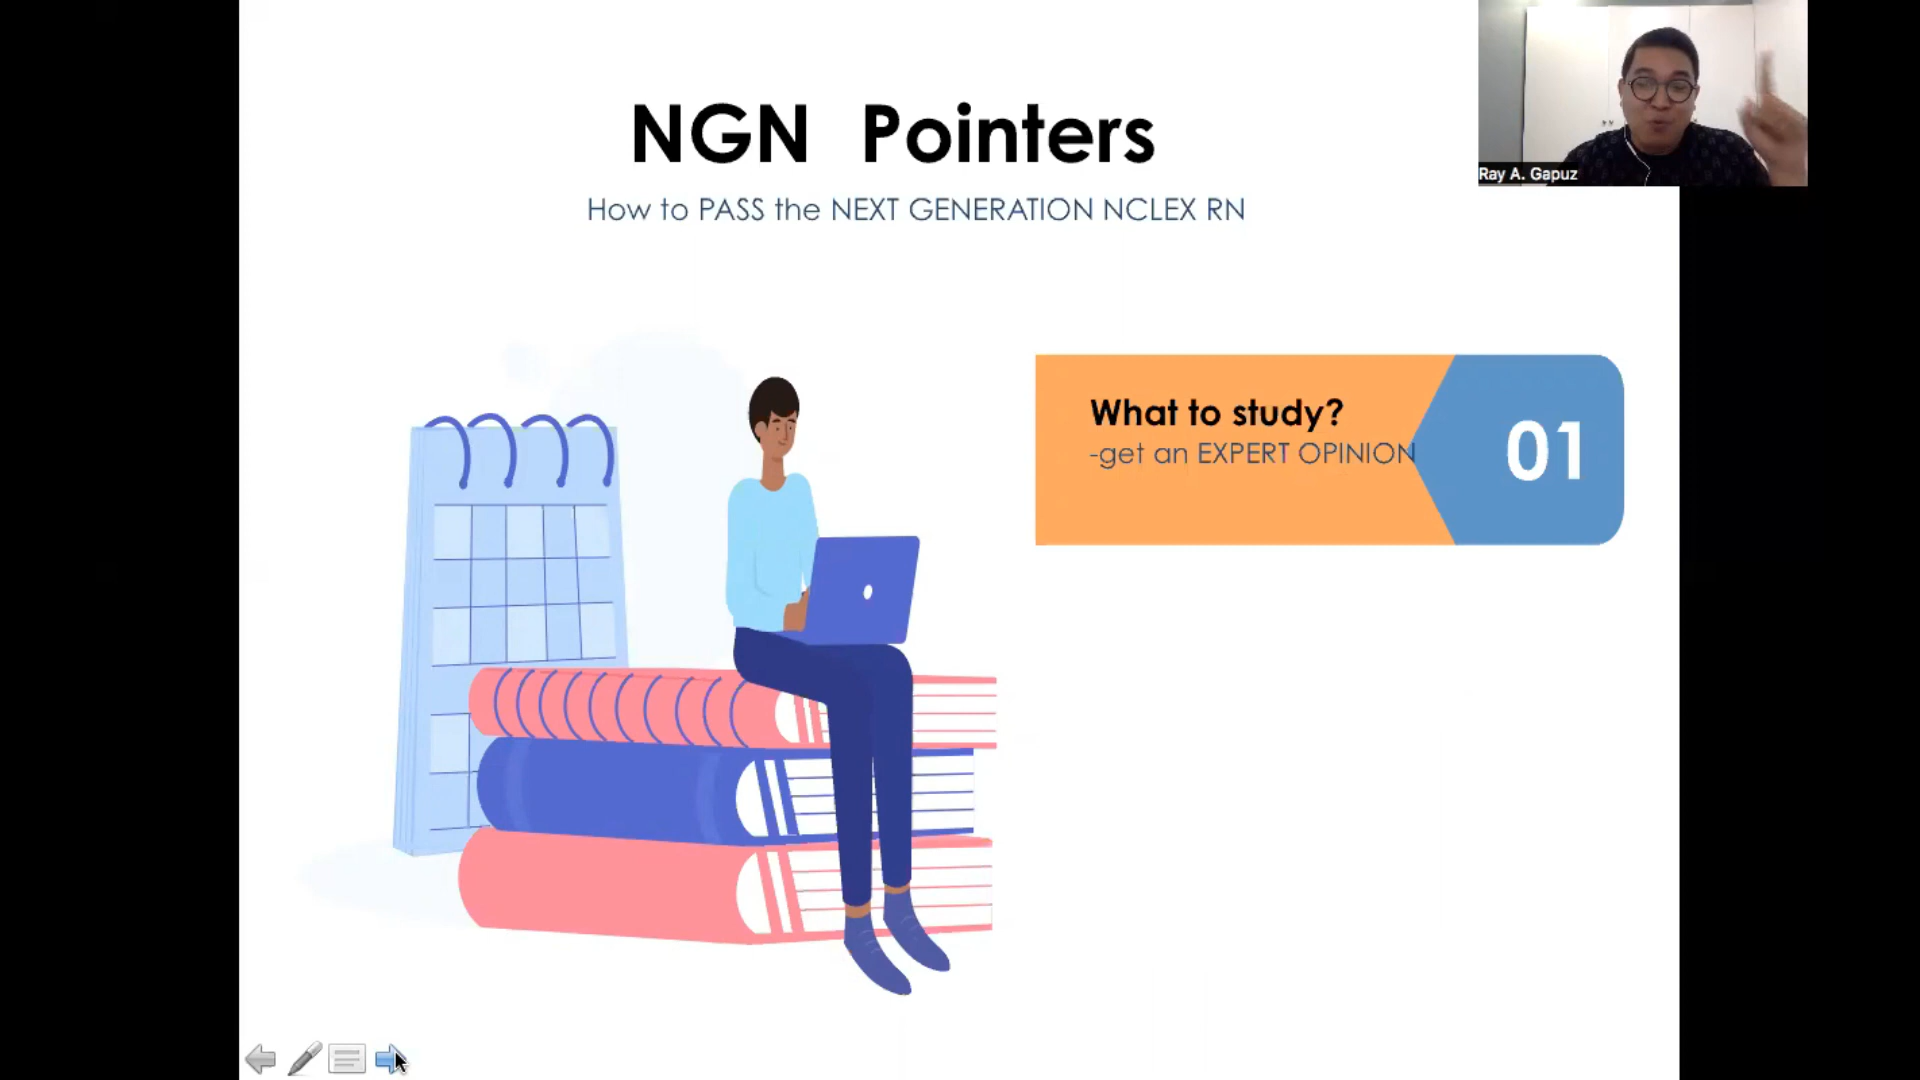 NGN Pointers
How to PASS the NEXT GENERATION NCLEX RN
Ray A. Gapuz
What to study?
-get an EXPERT OPINION
01